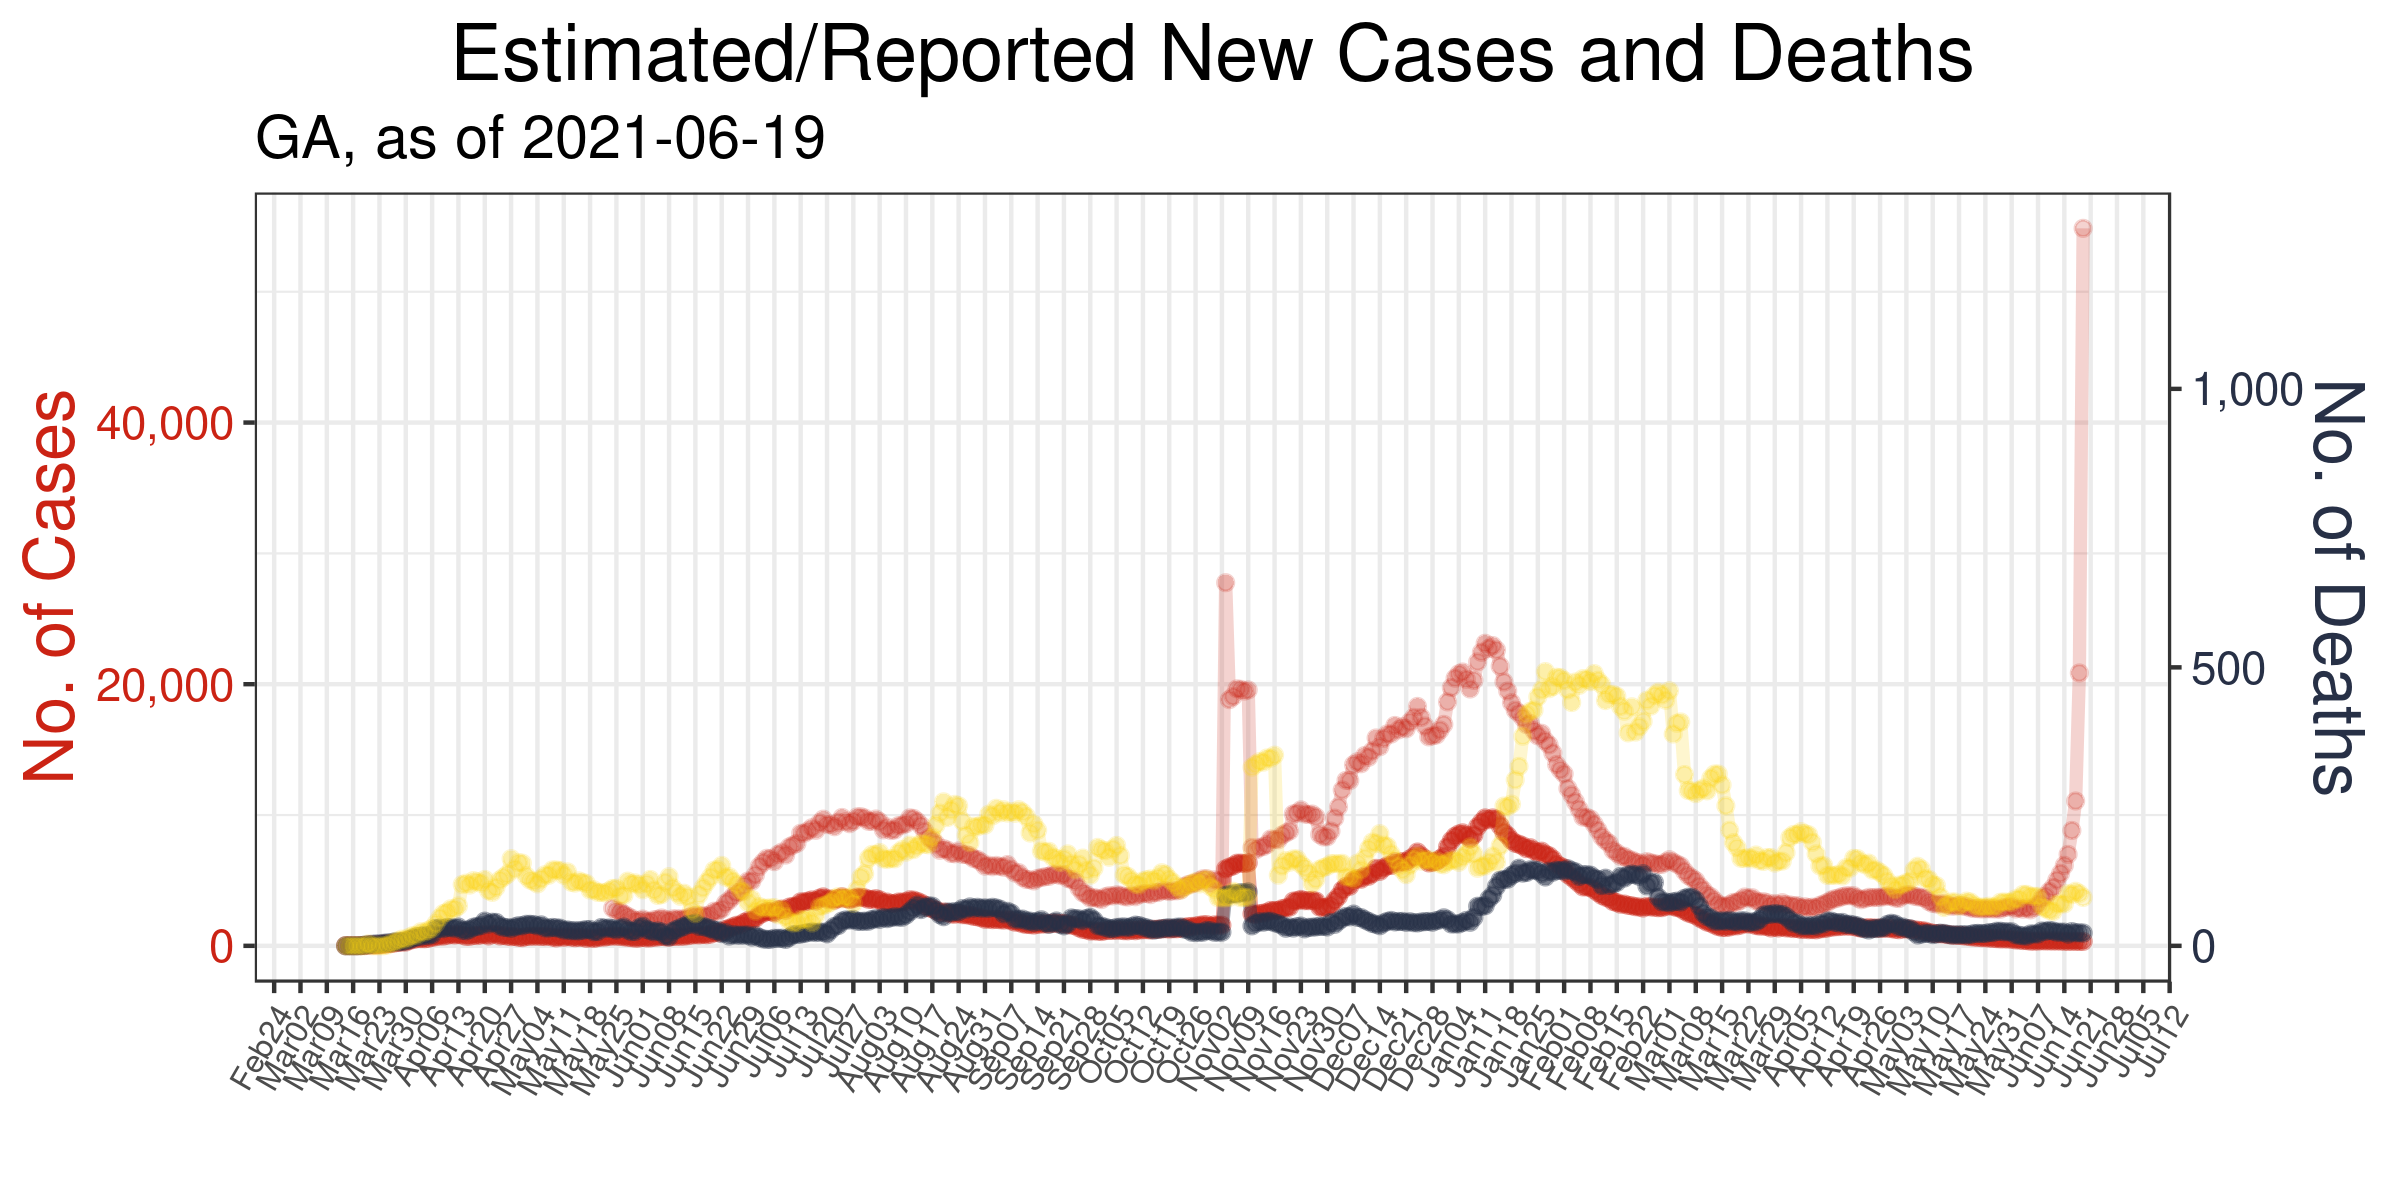 Estimated/Reported New Cases and Deaths
GA, as of 2021-06-19
No. of Cases
40,000
20,000
0
1,000
500
0
No. of Deaths
Feb24
Mar02
Mar09
Mar16
Mar23
Mar30
Apr06
Apr13
Apr20
Apr27
May04
May11
May18
May25
Jun01
Jun08
Jun15
Jun22
Jun29
Jul06
Jul13
Jul20
Jul27
Aug03
Aug10
Aug17
Aug24
Aug31
Sep07
Sep14
Sep21
Sep28
Oct05
Oct12
Oct19
Oct26
Nov02
Nov09
Nov16
Nov23
Nov30
Dec07
Dec14
Dec21
Dec28
Jan04
Jan11
Jan18
Jan25
Feb01
Feb08
Feb15
Feb22
Mar01
Mar08
Mar15
Mar22
Mar29
Apr05
Apr12
Apr19
Apr26
May03
May10
May17
May24
May31
Jun07
Jun14
Jun21
Jun28
Jul05
Jul12